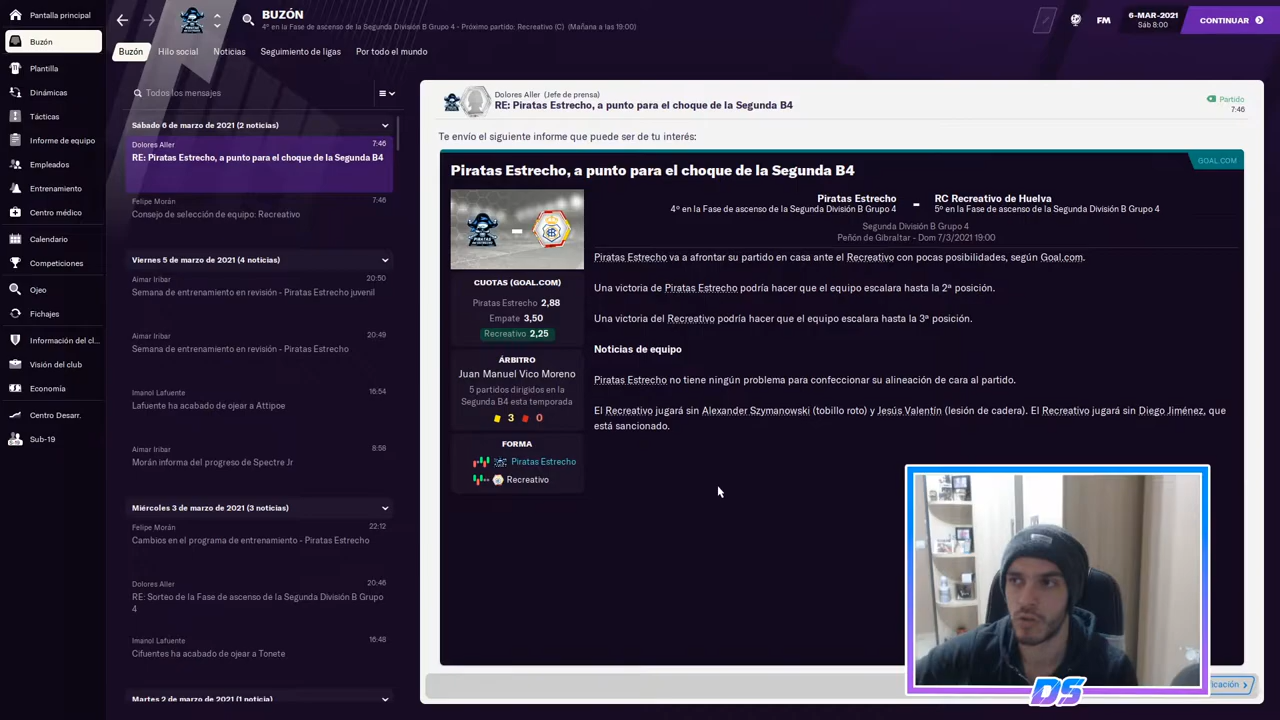 Pantalla principal
Buzón
Plantilla
Dinámicas
Tácticas
Informe de equipo
Empleados
Entrenamiento
Centro médico
Calendario
Competiciones
Ojeo
Fichajes
Información del cl...
Visión del club
Economía
Centro Desarr.
Sub-19
BUZÓN
4º en la Fase de ascenso de la Segunda División B Grupo 4 - Próximo partido: Recreativo (C) (Mañana a las 19:00)
FM
6-MAR-2021
Sáb 8:00
CONTINUAR
Buzón
Hilo social
Noticias
Seguimiento de ligas
Por todo el mundo
Todos los mensajes
Sábado 6 de marzo de 2021 (2 noticias)
Dolores Aller 7:46
RE: Piratas Estrecho, a punto para el choque de la Segunda B4
Felipe Morán 7:46
Consejo de selección de equipo: Recreativo
Viernes 5 de marzo de 2021 (4 noticias)
Aimar Iribar 20:50
Semana de entrenamiento en revisión - Piratas Estrecho juvenil
Aimar Iribar 20:49
Semana de entrenamiento en revisión - Piratas Estrecho
Imanol Lafuente 16:54
Lafuente ha acabado de ojear a Attipoe
Aimar Iribar 8:58
Morán informa del progreso de Spectre Jr
Miércoles 3 de marzo de 2021 (3 noticias)
Felipe Morán 22:12
Cambios en el programa de entrenamiento - Piratas Estrecho
Dolores Aller 20:46
RE: Sorteo de la Fase de ascenso de la Segunda División B Grupo
4
Imanol Lafuente 16:48
Cifuentes ha acabado de ojear a Tonete
Martes 2 de marzo de 2021 (1 noticia)
Dolores Aller (Jefe de prensa)
RE: Piratas Estrecho, a punto para el choque de la Segunda B4
Partido
7:46
Te envío el siguiente informe que puede ser de tu interés:
GOAL.COM
Piratas Estrecho, a punto para el choque de la Segunda B4
Piratas Estrecho - RC Recreativo de Huelva
4º en la Fase de ascenso de la Segunda División B Grupo 4 5º en la Fase de ascenso de la Segunda División B Grupo 4
Segunda División B Grupo 4
Peñón de Gibraltar - Dom 7/3/2021 19:00
CUOTAS (GOAL.COM)
Piratas Estrecho 2,88
Empate 3,50
Recreativo 2,25
ÁRBITRO
Juan Manuel Vico Moreno
5 partidos dirigidos en la
Segunda B4 esta temporada
3 0
FORMA
Piratas Estrecho
Recreativo
Piratas Estrecho va a afrontar su partido en casa ante el Recreativo con pocas posibilidades, según Goal.com.
Una victoria de Piratas Estrecho podría hacer que el equipo escalara hasta la 2ª posición.
Una victoria del Recreativo podría hacer que el equipo escalara hasta la 3ª posición.
Noticias de equipo
Piratas Estrecho no tiene ningún problema para confeccionar su alineación de cara al partido.
El Recreativo jugará sin Alexander Szymanowski (tobillo roto) y Jesús Valentín (lesión de cadera). El Recreativo jugará sin Diego Jiménez, que
está sancionado.
DS